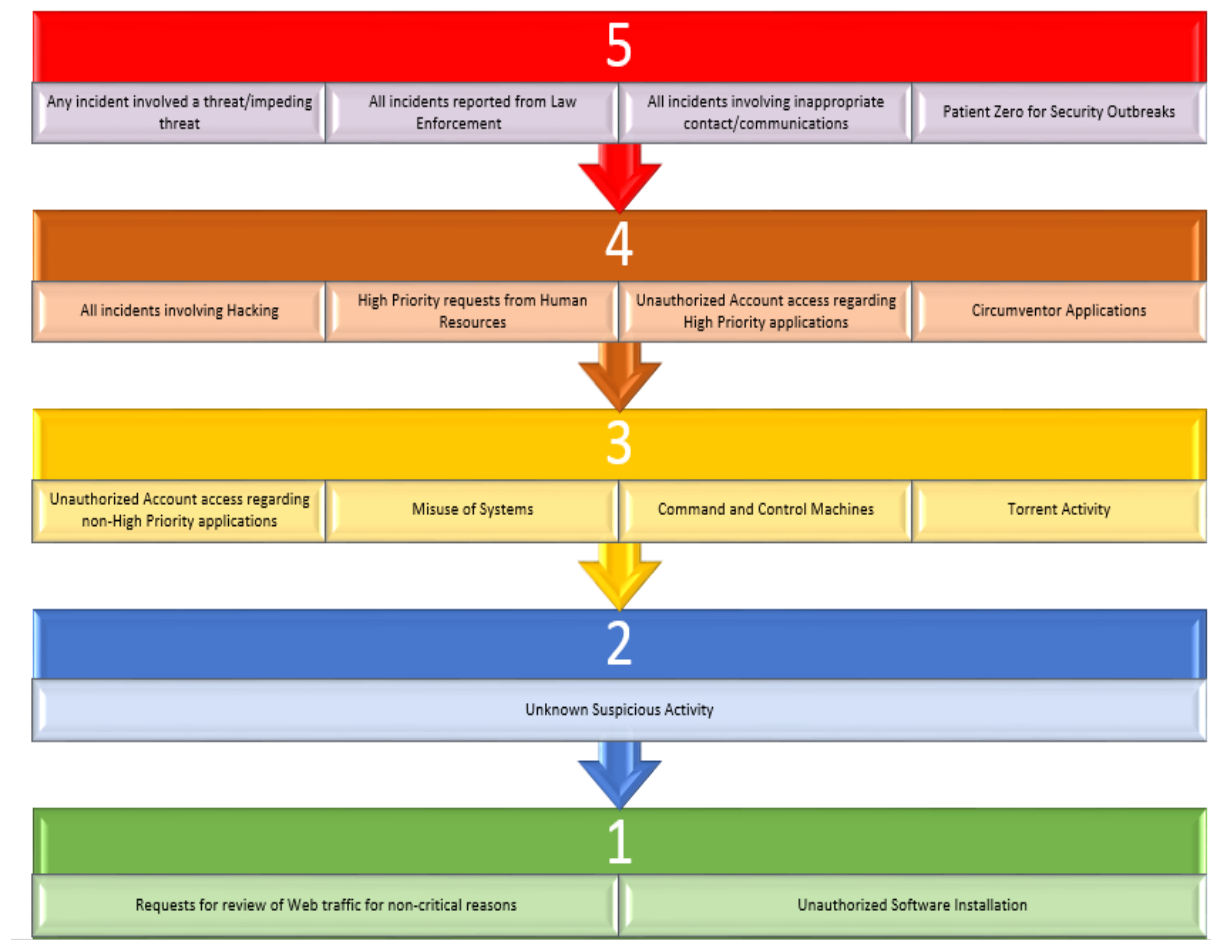 5
Any incident involved a threat/impeding
threat
All incidents reported from Law
Enforcement
All incidents involving inappropriate
contact/communications
Patient Zero for Security Outbreaks
4
All incidents involving Hacking
High Priority requests from Human
Resources
Unauthorized Account access regarding
High Priority applications
Circumventor Applications
3
Unauthorized Account access regarding
non-High Priority applications
Misuse of Systems
Command and Control Machines
Torrent Activity
2
Unknown Suspicious Activity
1
Requests for review of Web traffic for non-critical reasons
Unauthorized Software Installation